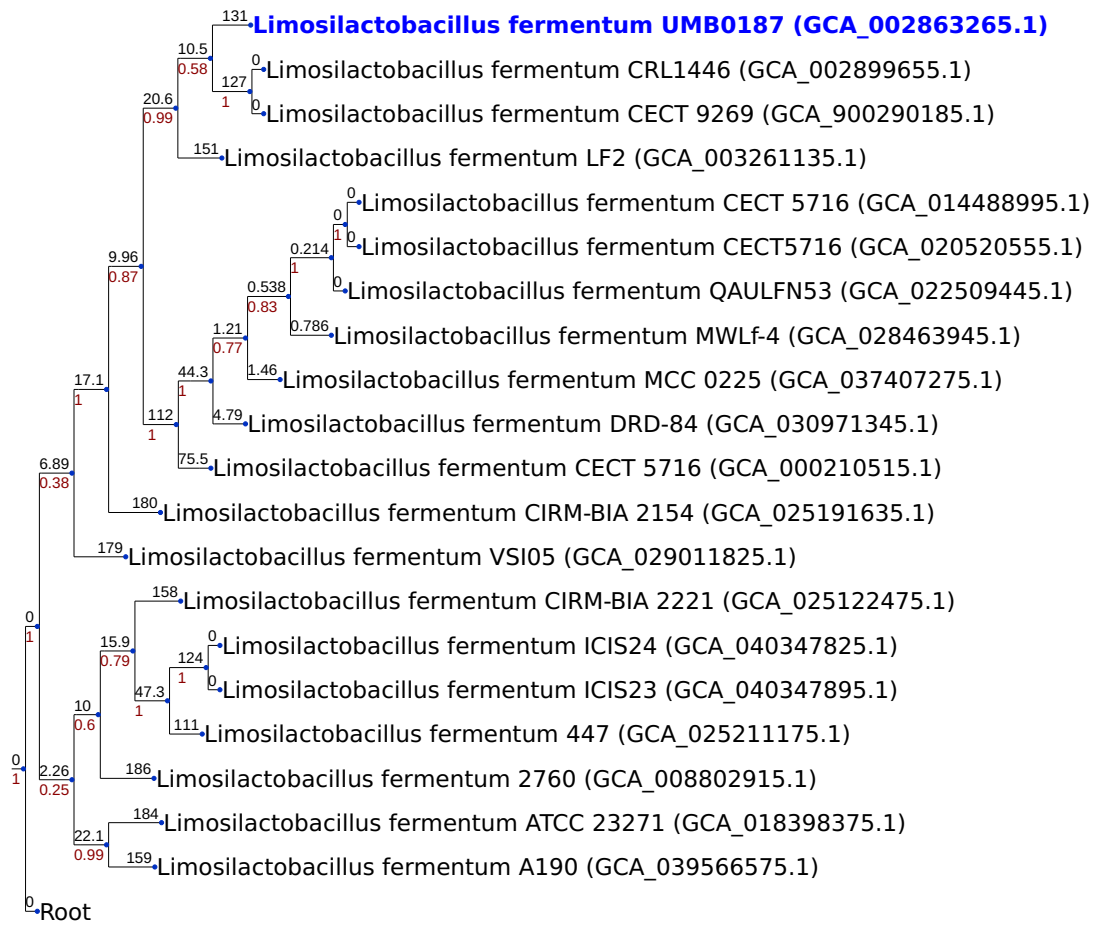 131
Limosilactobacillus fermentum UMB0187 (GCA_002863265.1)
10.5
0.58
0
Limosilactobacillus fermentum CRL1446 (GCA_002899655.1)
127
1
0
Limosilactobacillus fermentum CECT 9269 (GCA_900290185.1)
20.6
0.99
151
Limosilactobacillus fermentum LF2 (GCA_003261135.1)
0
Limosilactobacillus fermentum CECT 5716 (GCA_014488995.1)
0
1
0
Limosilactobacillus fermentum CECT5716 (GCA_020520555.1)
0.214
1
0
Limosilactobacillus fermentum QAULFN53 (GCA_022509445.1)
9.96
0.87
0.538
0.83
0.786
Limosilactobacillus fermentum MWLf-4 (GCA_028463945.1)
1.21
0.77
1.46
Limosilactobacillus fermentum MCC 0225 (GCA_037407275.1)
17.1
1
44.3
1
4.79
Limosilactobacillus fermentum DRD-84 (GCA_030971345.1)
112
1
75.5
Limosilactobacillus fermentum CECT 5716 (GCA_000210515.1)
6.89
0.38
180
Limosilactobacillus fermentum CIRM-BIA 2154 (GCA_025191635.1)
179
Limosilactobacillus fermentum VSI05 (GCA_029011825.1)
158
Limosilactobacillus fermentum CIRM-BIA 2221 (GCA_025122475.1)
0
1
15.9
0.79
0
Limosilactobacillus fermentum ICIS24 (GCA_040347825.1)
124
1
0
Limosilactobacillus fermentum ICIS23 (GCA_040347895.1)
47.3
1
111
Limosilactobacillus fermentum 447 (GCA_025211175.1)
10
0.6
186
Limosilactobacillus fermentum 2760 (GCA_008802915.1)
0
1
2.26
0.25
184
Limosilactobacillus fermentum ATCC 23271 (GCA_018398375.1)
22.1
0.99
159
Limosilactobacillus fermentum A190 (GCA_039566575.1)
0
Root